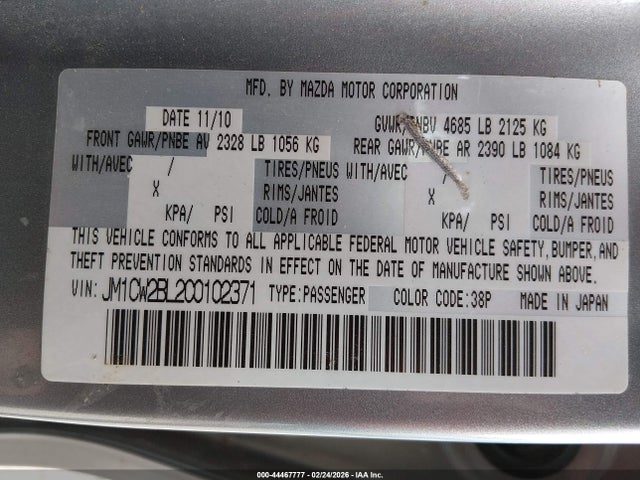 MFD. BY MAZDA MOTOR CORPORATION
DATE 11/10 GVWR/PNBV 4685 LB 2125 KG
FRONT GAWR/PNBE AV 2328 LB 1056 KG REAR GAWR/PNBE AR 2390 LB 1084 KG
WITH/AVEC / TIRES/PNEUS WITH/AVEC / TIRES/PNEUS
X RIMS/JANTES X RIMS/JANTES
KPA/ PSI COLD/A FROID KPA/ PSI COLD/A FROID
THIS VEHICLE CONFORMS TO ALL APPLICABLE FEDERAL MOTOR VEHICLE SAFETY, BUMPER, AND
THEFT PREVENTION STANDARDS IN EFFECT ON THE DATE OF MANUFACTURE SHOWN ABOVE.
VIN: JM1CW2BL2C0102371 TYPE:PASSENGER COLOR CODE:38P MADE IN JAPAN
000-44467777 - 02/24/2026 - IAA Inc.